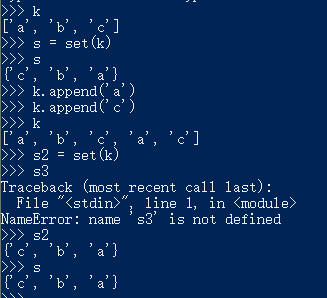 >>> k
['a', 'b', 'c']
>>> s = set(k)
>>> s
{'c', 'b', 'a'}
>>> k.append('a')
>>> k.append('c')
>>> k
['a', 'b', 'c', 'a', 'c']
>>> s2 = set(k)
>>> s3
Traceback (most recent call last):
  File "<stdin>", line 1, in <module>
NameError: name 's3' is not defined
>>> s2
{'c', 'b', 'a'}
>>> s
{'c', 'b', 'a'}
>>>